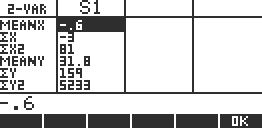 2-VAR S1
MEANX -.6
ΣX -3
ΣX2 81
MEANY 31.8
ΣY 159
ΣY2 5233
-.6
OK